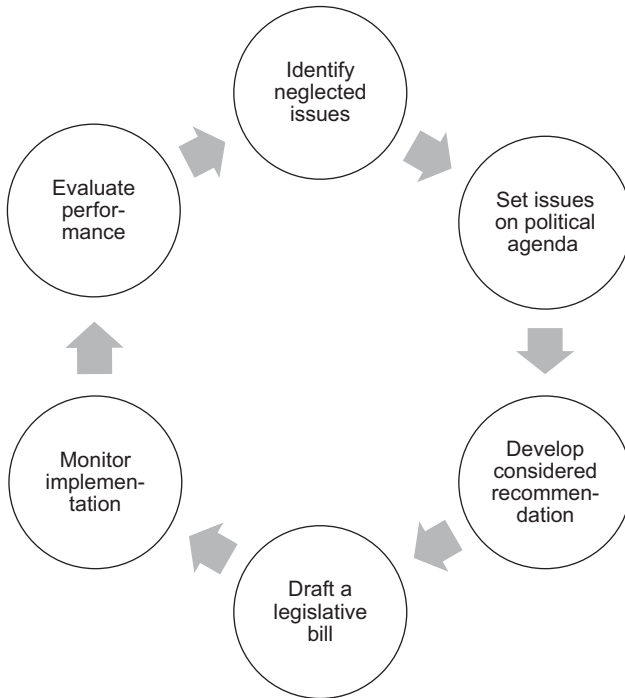 Identify
neglected
issues
Set issues
on political
agenda
Develop
considered
recommen-
dation
Draft a
legislative
bill
Monitor
implemen-
tation
Evaluate
perfor-
mance